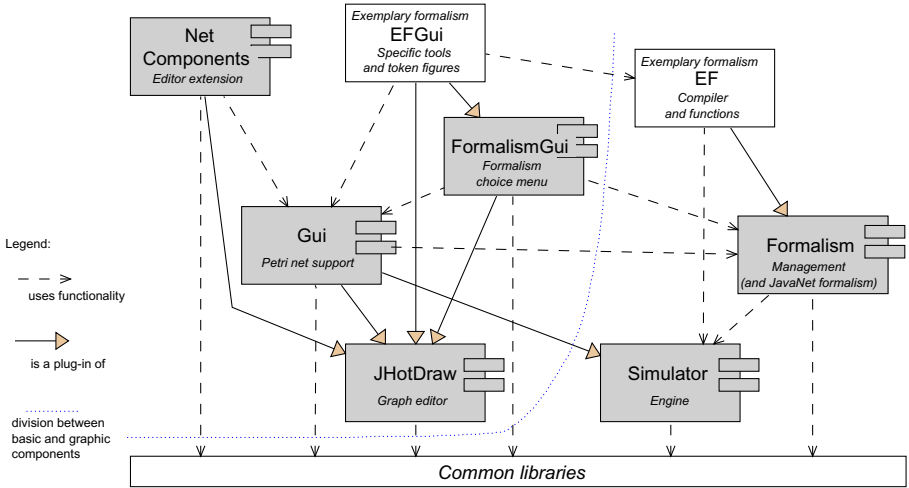 Net
Components
Editor extension
Exemplary formalism
EFGui
Specific tools
and token figures
Exemplary formalism
EF
Compiler
and functions
FormalismGui
Formalism
choice menu
Gui
Petri net support
Formalism
Management
(and JavaNet formalism)
Legend:
uses functionality
is a plug-in of
division between
basic and graphic
components
JHotDraw
Graph editor
Simulator
Engine
Common libraries